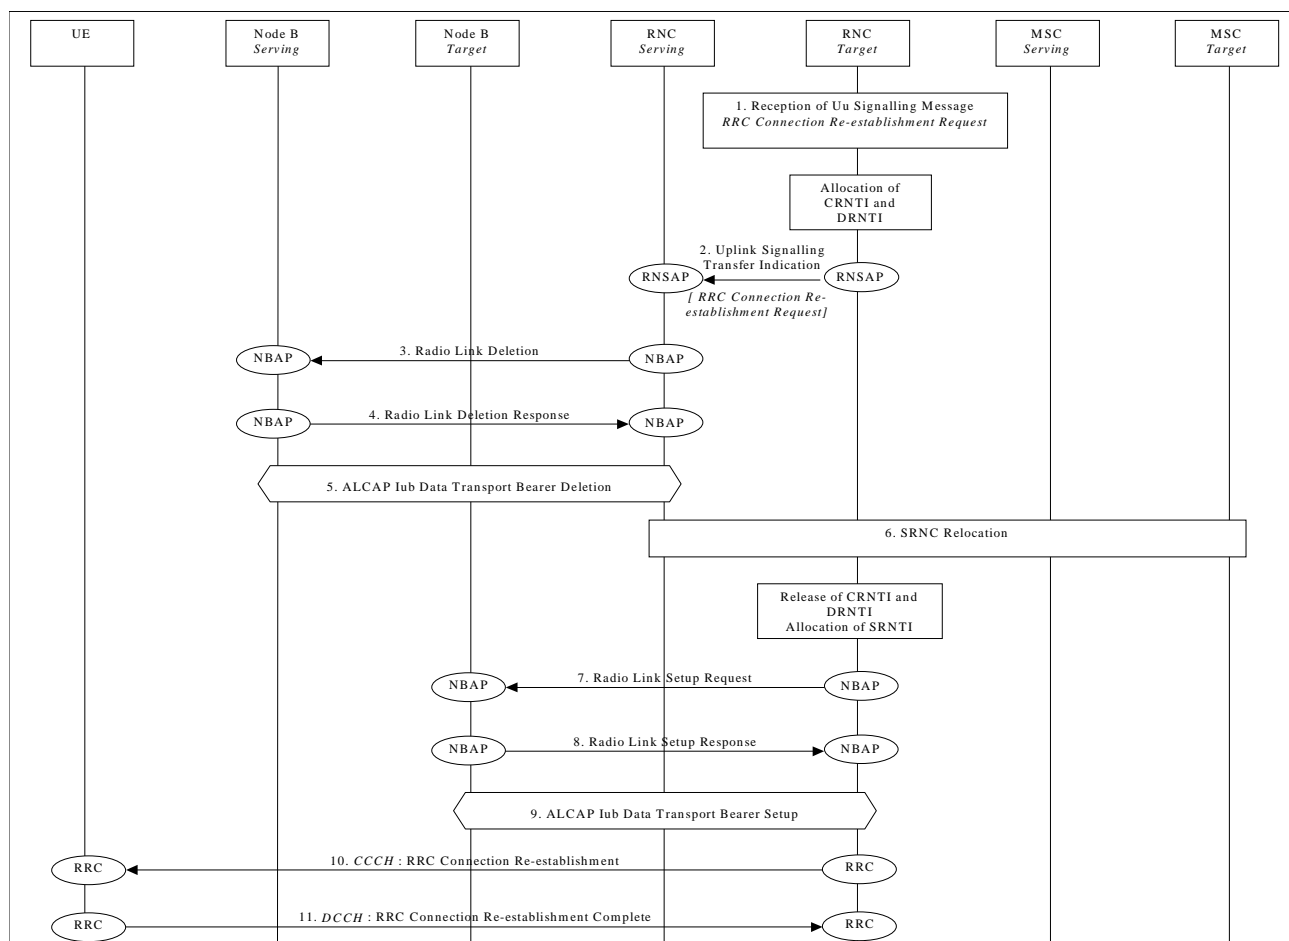 UE
Node B
Serving
Node B
Target
RNC
Serving
RNC
Target
MSC
Serving
MSC
Target
1. Reception of Uu Signalling Message
RRC Connection Re-establishment Request
Allocation of
CRNTI and
DRNTI
2. Uplink Signalling
Transfer Indication
RNSAP
RNSAP
[ RRC Connection Re-
establishment Request]
NBAP
3. Radio Link Deletion
NBAP
NBAP
4. Radio Link Deletion Response
NBAP
5. ALCAP Iub Data Transport Bearer Deletion
6. SRNC Relocation
Release of CRNTI and
DRNTI
Allocation of SRNTI
NBAP
7. Radio Link Setup Request
NBAP
NBAP
8. Radio Link Setup Response
NBAP
9. ALCAP Iub Data Transport Bearer Setup
RRC
10. CCCH : RRC Connection Re-establishment
RRC
RRC
11. DCCH : RRC Connection Re-establishment Complete
RRC